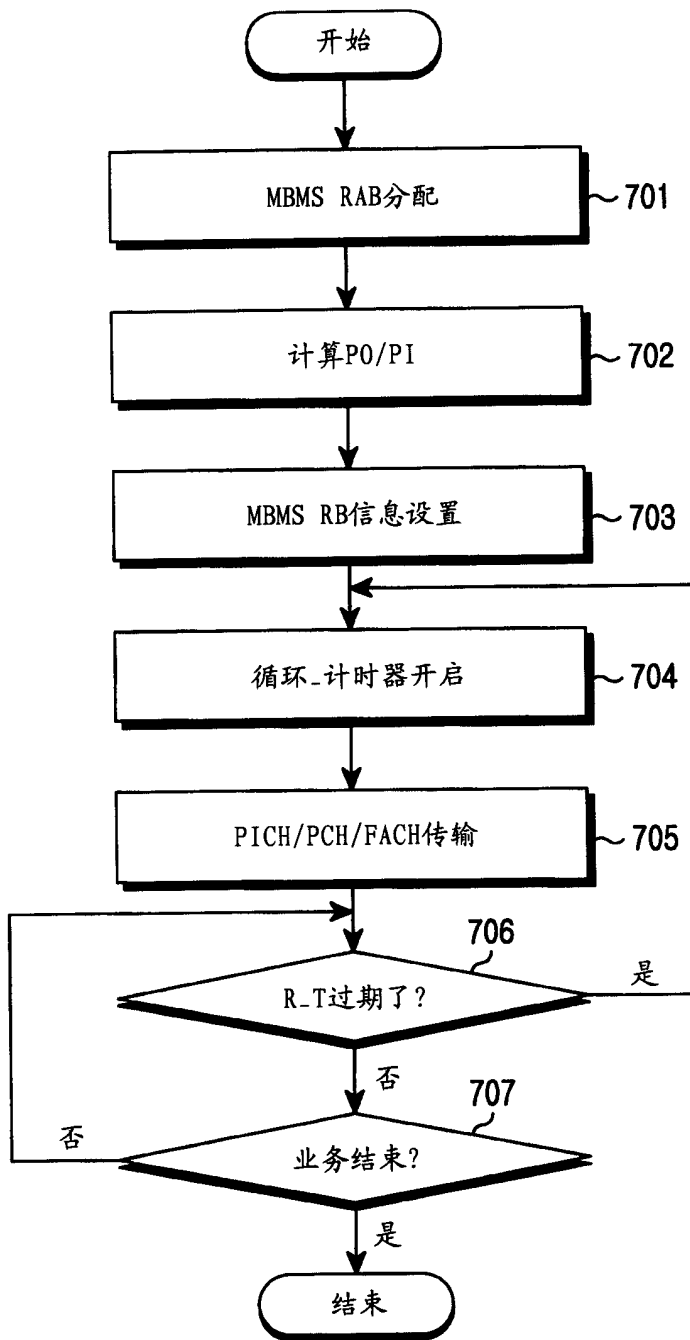 开始
MBMS RAB分配
701
计算PO/PI
702
MBMS RB信息设置
703
循环_计时器开启
704
PICH/PCH/FACH传输
705
706
R_T过期了?
是
否
707
业务结束?
否
是
结束